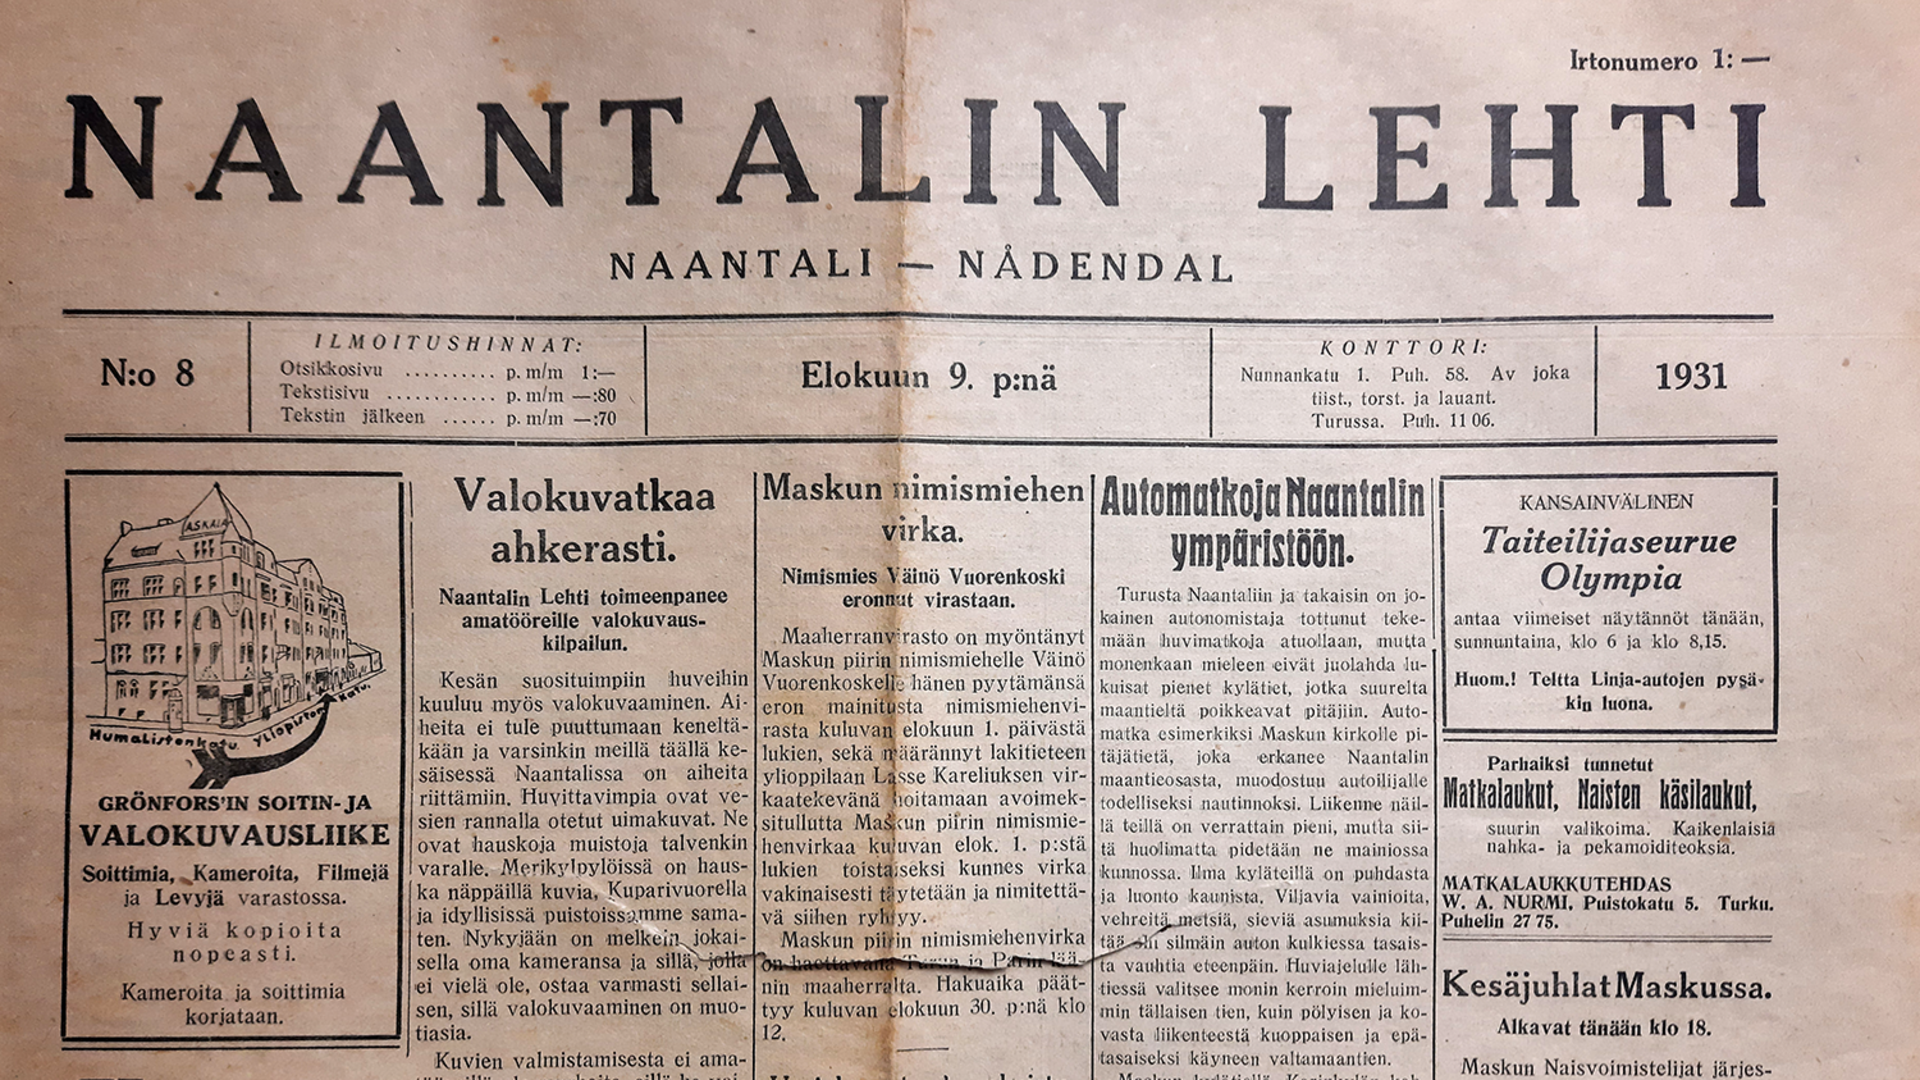 Irtonumero 1: —
NAANTALIN LEHTI
NAANTALI — NÅDENDAL
N:o 8
ILMOITUSHINNAT:
Otsikkosivu .......... p. m/m 1:—
Tekstisivu ............ p. m/m —:80
Tekstin jälkeen ...... p. m/m —:70
Elokuun 9. p:nä
KONTTORI:
Nunnankatu 1. Puh. 58. Av joka
tiist., torst. ja lauant.
Turussa. Puh. 11 06.
1931
ASKALA
Humalistenkatu. Yliopistonkatu.
GRÖNFORS'IN SOITIN- JA
VALOKUVAUSLIIKE
Soittimia, Kameroita, Filmejä
ja Levyjä varastossa.
Hyviä kopioita
nopeasti.
Kameroita ja soittimia
korjataan.
Valokuvatkaa
ahkerasti.
Naantalin Lehti toimeenpanee
amatööreille valokuvaus-
kilpailun.
Kesän suosituimpiin huveihin
kuuluu myös valokuvaaminen. Ai-
heita ei tule puuttumaan keneltä-
kään ja varsinkin meillä täällä ke-
säisessä Naantalissa on aiheita
riittämiin. Huvittavimpia ovat ve-
sien rannalla otetut uimakuvat. Ne
ovat hauskoja muistoja talvenkin
varalle. Merikylpylöissä on haus-
ka näppäillä kuvia, Kuparivuorella
ja idyllisissä puistoissamme sama-
ten. Nykyjään on melkein jokai-
sella oma kameransa ja sillä, jolla
ei vielä ole, ostaa varmasti sellai-
sen, sillä valokuvaaminen on muo-
tiasia.
Kuvien valmistamisesta ei ama-
Maskun nimismiehen
virka.
Nimismies Väinö Vuorenkoski
eronnut virastaan.
Maaherranvirasto on myöntänyt
Maskun piirin nimismiehelle Väinö
Vuorenkoskelle hänen pyytämänsä
eron mainitusta nimismiehenvi-
rasta kuluvan elokuun 1. päivästä
lukien, sekä määrännyt lakitieteen
ylioppilaan Lasse Kareliuksen vir-
kaatekevänä hoitamaan avoimek-
situllutta Maskun piirin nimismie-
henvirkaa kuluvan elok. 1. p:stä
lukien toistaiseksi kunnes virka
vakinaisesti täytetään ja nimitettä-
vä siihen ryhtyy.
Maskun piirin nimismiehenvirka
on haettavana Turun ja Porin lää-
nin maaherralta. Hakuaika päät-
tyy kuluvan elokuun 30. p:nä klo
12.
Automatkoja Naantalin
ympäristöön.
Turusta Naantaliin ja takaisin on jo-
kainen autonomistaja tottunut teke-
mään huvimatkoja atuollaan, mutta
monenkaan mieleen eivät juolahda lu-
kuisat pienet kylätiet, jotka suurelta
maantieltä poikkeavat pitäjiin. Auto-
matka esimerkiksi Maskun kirkolle pi-
täjätietä, joka erkanee Naantalin
maantieosasta, muodostuu autoilijalle
todelliseksi nautinnoksi. Liikenne näil-
lä teillä on verrattain pieni, mutta sii-
tä huolimatta pidetään ne mainiossa
kunnossa. Ilma kyläteillä on puhdasta
ja luonto kaunista. Viljavia vainioita,
vehreitä metsiä, sieviä asumuksia kii-
tää ohi silmäin auton kulkiessa tasais-
ta vauhtia eteenpäin. Huviajelulle läh-
tiessä valitsee monin kerroin mieluim-
min tällaisen tien, kuin pölyisen ja ko-
vasta liikenteestä kuoppaisen ja epä-
tasaiseksi käyneen valtamaantien.
KANSAINVÄLINEN
Taiteilijaseurue
Olympia
antaa viimeiset näytännöt tänään,
sunnuntaina, klo 6 ja klo 8,15.
Huom.! Teltta Linja-autojen pysä-
kin luona.
Parhaiksi tunnetut
Matkalaukut, Naisten käsilaukut,
suurin valikoima. Kaikenlaisia
nahka- ja pekamoiditeoksia.
MATKALAUKKUTEHDAS
W. A. NURMI, Puistokatu 5. Turku.
Puhelin 27 75.
Kesäjuhlat Maskussa.
Alkavat tänään klo 18.
Maskun Naisvoimistelijat järjes-